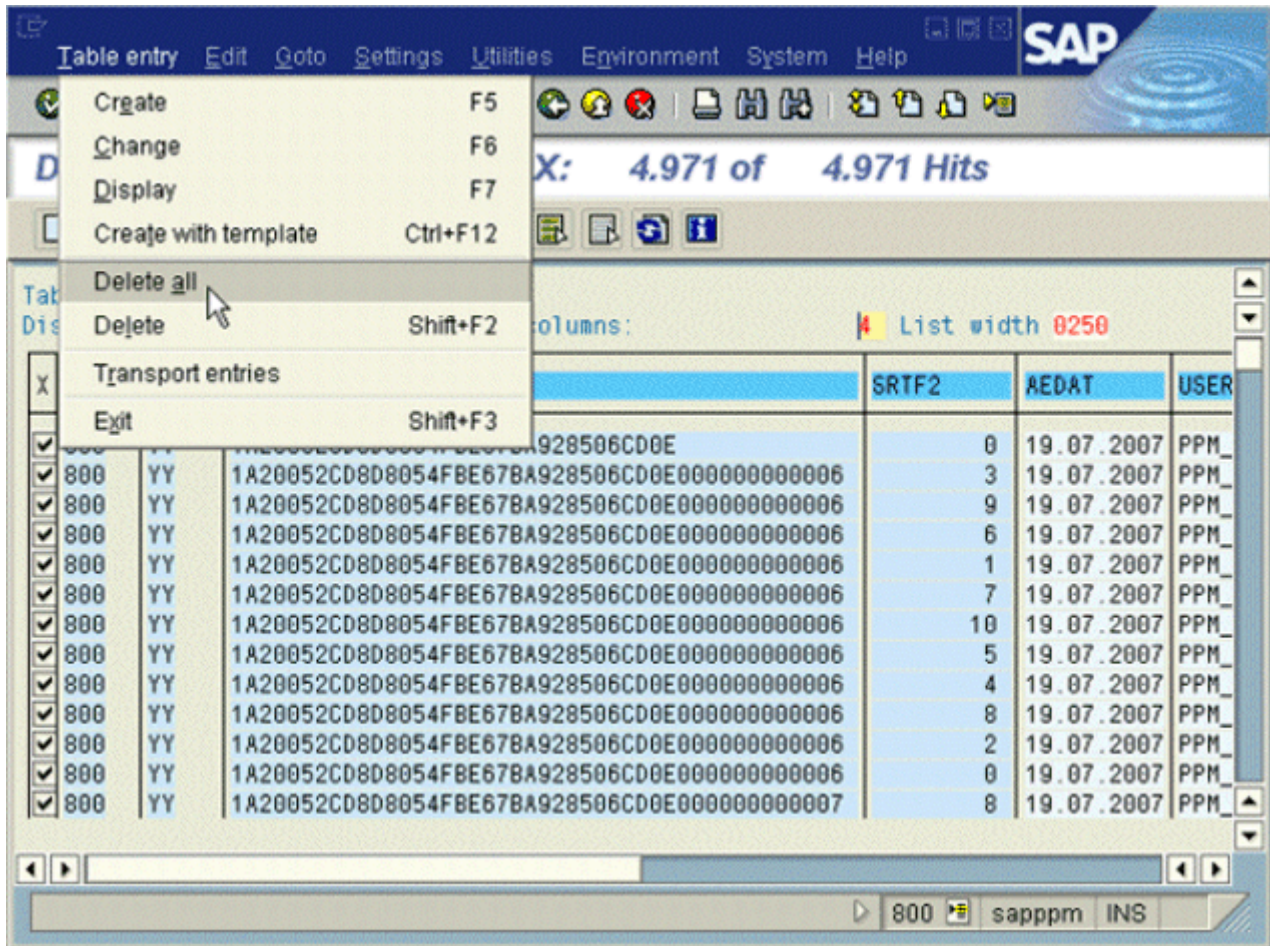 Table entry Edit Goto Settings Utilities Environment System Help SAP
Create F5
Change F6
D X: 4.971 of 4.971 Hits
Display F7
Create with template Ctrl+F12
Delete all
Tab
Delete Shift+F2
Dis columns: 4 List width 0250
Transport entries
X SRTF2 AEDAT USER
Exit Shift+F3
0 19.07.2007 PPM_
800 YY 1A20052CD8D8054FBE67BA928506CD0E000000000006 3 19.07.2007 PPM_
800 YY 1A20052CD8D8054FBE67BA928506CD0E000000000006 9 19.07.2007 PPM_
800 YY 1A20052CD8D8054FBE67BA928506CD0E000000000006 6 19.07.2007 PPM_
800 YY 1A20052CD8D8054FBE67BA928506CD0E000000000006 1 19.07.2007 PPM_
800 YY 1A20052CD8D8054FBE67BA928506CD0E000000000006 7 19.07.2007 PPM_
800 YY 1A20052CD8D8054FBE67BA928506CD0E000000000006 10 19.07.2007 PPM_
800 YY 1A20052CD8D8054FBE67BA928506CD0E000000000006 5 19.07.2007 PPM_
800 YY 1A20052CD8D8054FBE67BA928506CD0E000000000006 4 19.07.2007 PPM_
800 YY 1A20052CD8D8054FBE67BA928506CD0E000000000006 8 19.07.2007 PPM_
800 YY 1A20052CD8D8054FBE67BA928506CD0E000000000006 2 19.07.2007 PPM_
800 YY 1A20052CD8D8054FBE67BA928506CD0E000000000006 0 19.07.2007 PPM_
800 YY 1A20052CD8D8054FBE67BA928506CD0E000000000007 8 19.07.2007 PPM_
800 sapppm INS